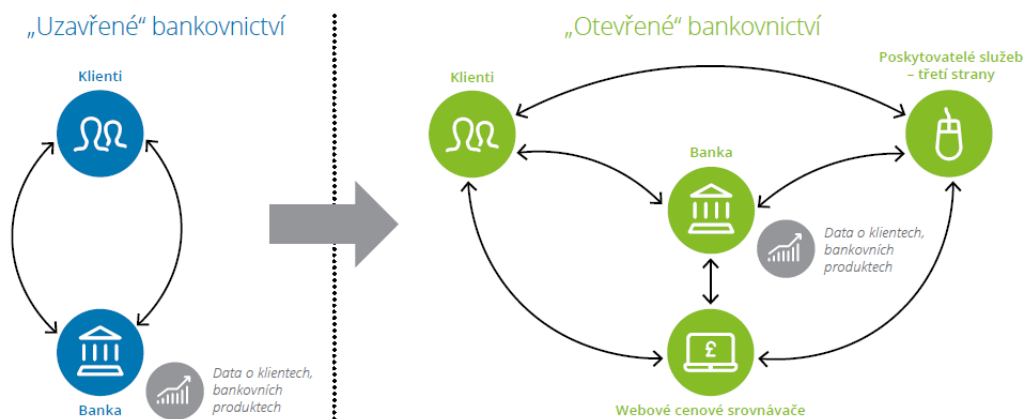 „Uzavřené“ bankovnictví
Klienti
Banka
Data o klientech,
bankovních
produktech
„Otevřené“ bankovnictví
Klienti
Poskytovatelé služeb
– třetí strany
Banka
Data o klientech,
bankovních
produktech
£
Webové cenové srovnávače